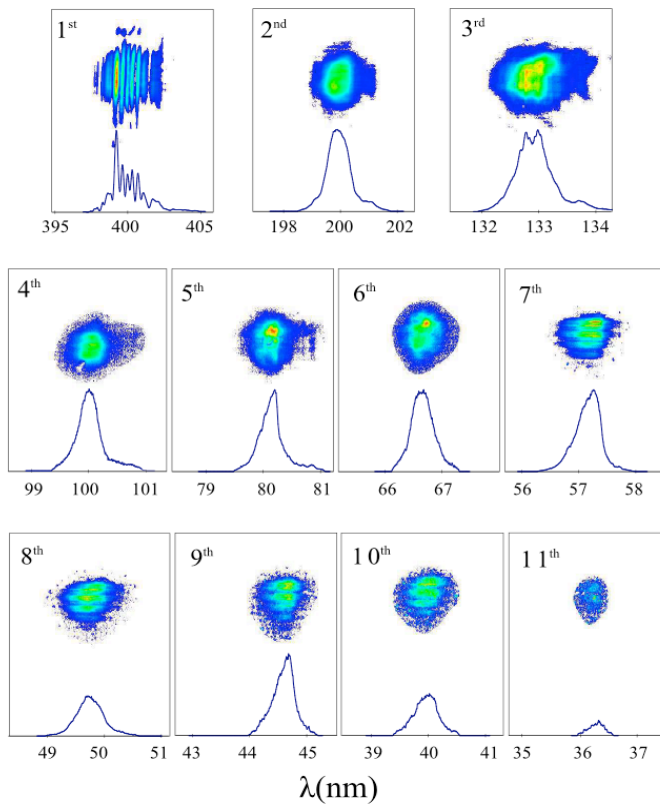 1st 2nd 3rd
395 400 405 198 200 202 132 133 134
4th 5th 6th 7th
99 100 101 79 80 81 66 67 56 57 58
8th 9th 10th 11th
49 50 51 43 44 45 39 40 41 35 36 37
λ(nm)